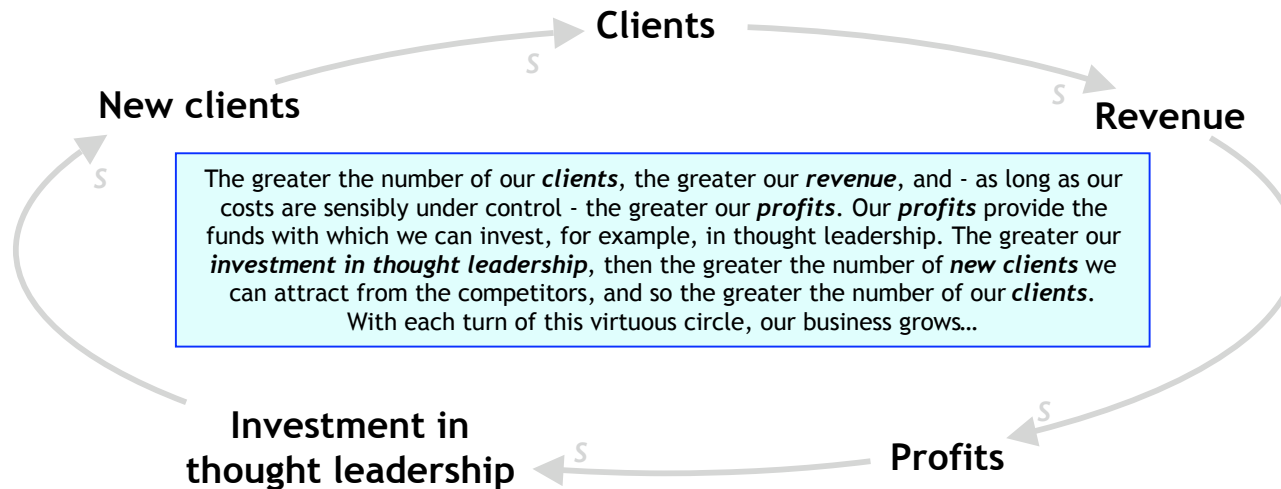 Clients
S
S
New clients
Revenue
S
The greater the number of our clients, the greater our revenue, and - as long as our
costs are sensibly under control - the greater our profits. Our profits provide the
funds with which we can invest, for example, in thought leadership. The greater our
investment in thought leadership, then the greater the number of new clients we
can attract from the competitors, and so the greater the number of our clients.
With each turn of this virtuous circle, our business grows…
S
Investment in
thought leadership
S
Profits